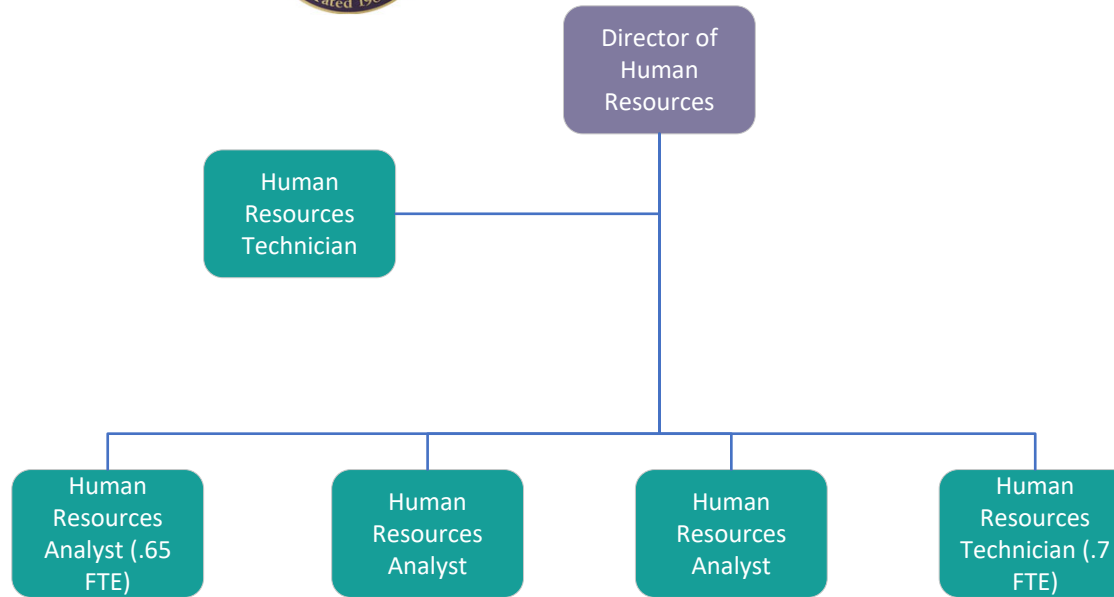 Director of
Human
Resources
Human
Resources
Technician
Human
Resources
Analyst (.65
FTE)
Human
Resources
Analyst
Human
Resources
Analyst
Human
Resources
Technician (.7
FTE)